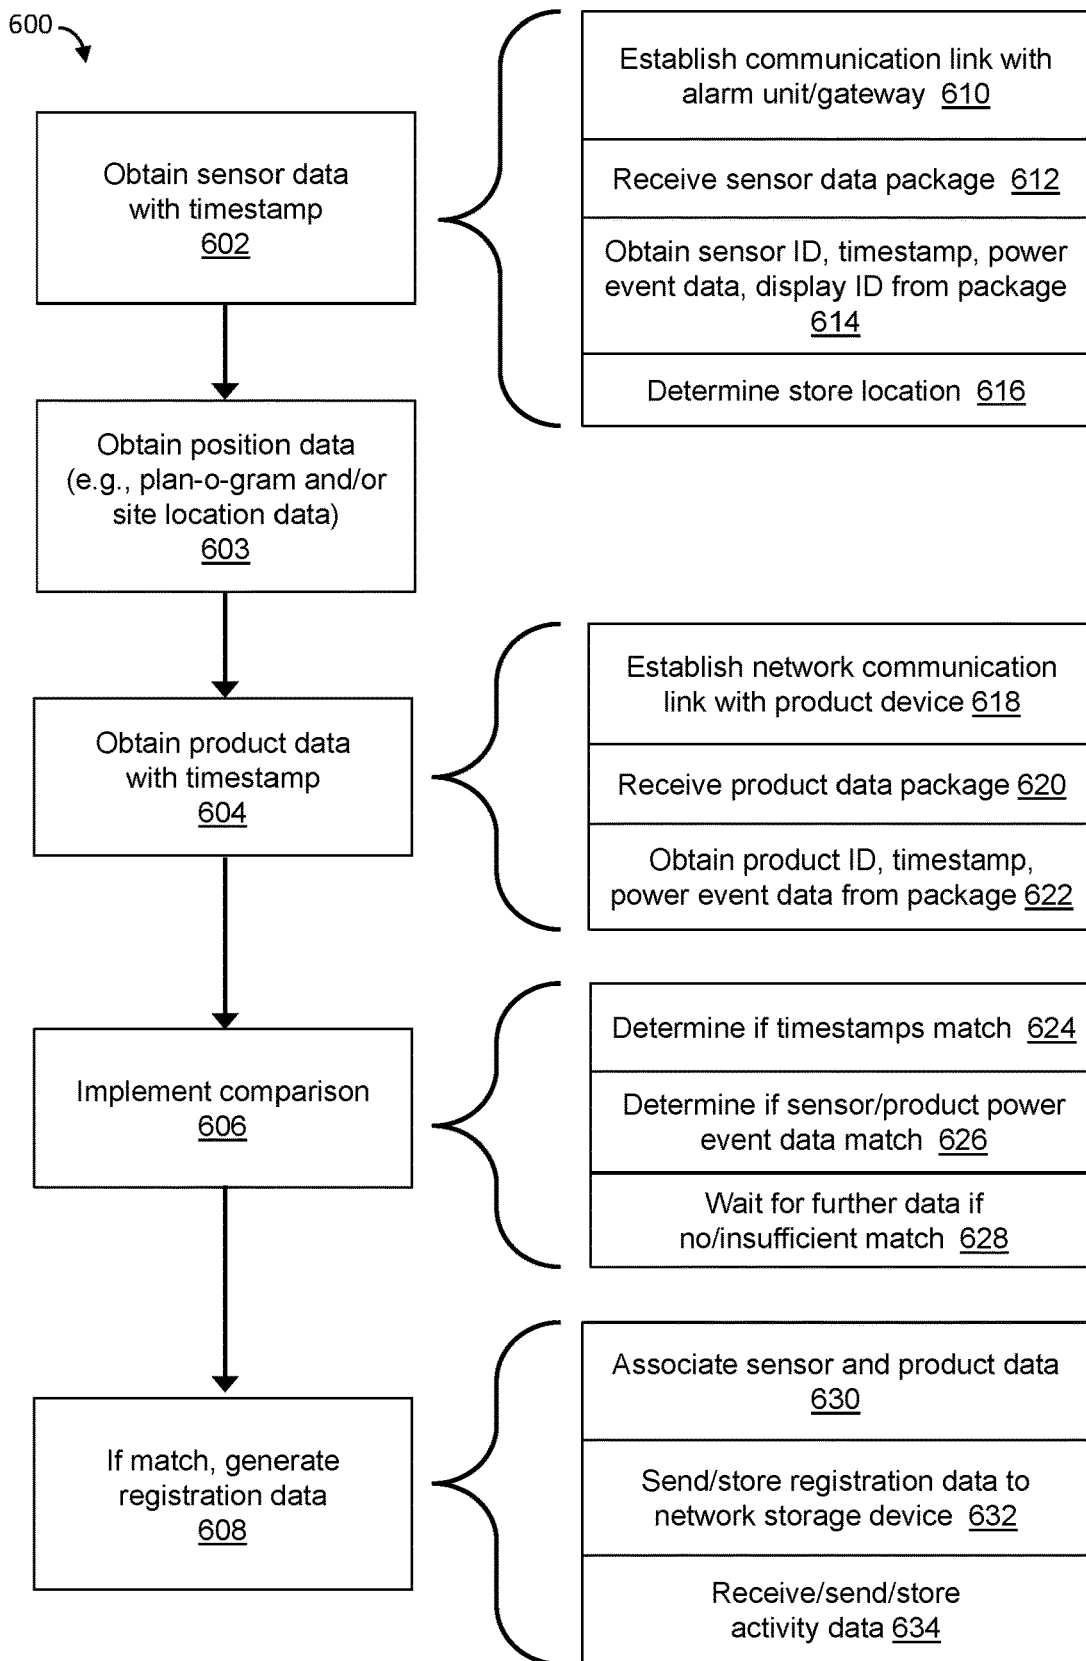 600
Obtain sensor data
with timestamp
602
Establish communication link with
alarm unit/gateway 610
Receive sensor data package 612
Obtain sensor ID, timestamp, power
event data, display ID from package
614
Determine store location 616
Obtain position data
(e.g., plan-o-gram and/or
site location data)
603
Obtain product data
with timestamp
604
Establish network communication
link with product device 618
Receive product data package 620
Obtain product ID, timestamp,
power event data from package 622
Implement comparison
606
Determine if timestamps match 624
Determine if sensor/product power
event data match 626
Wait for further data if
no/insufficient match 628
If match, generate
registration data
608
Associate sensor and product data
630
Send/store registration data to
network storage device 632
Receive/send/store
activity data 634